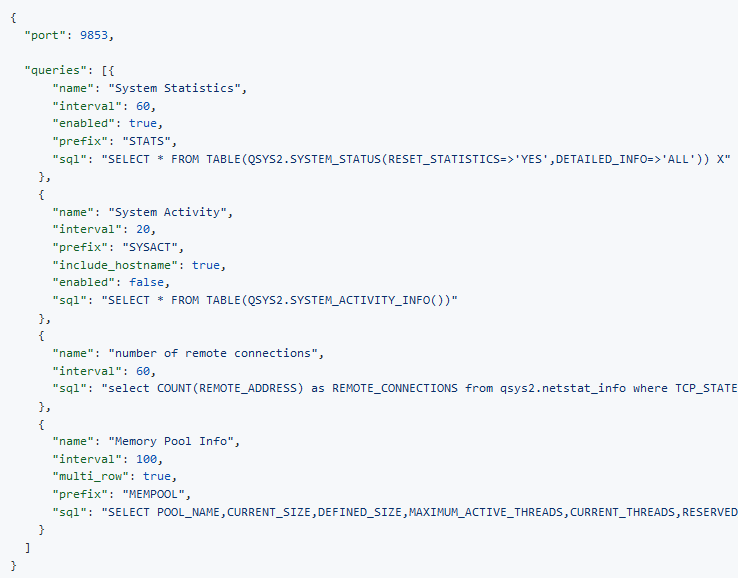 {
  "port": 9853,

  "queries": [{
      "name": "System Statistics",
      "interval": 60,
      "enabled": true,
      "prefix": "STATS",
      "sql": "SELECT * FROM TABLE(QSYS2.SYSTEM_STATUS(RESET_STATISTICS=>'YES',DETAILED_INFO=>'ALL')) X"
    },
    {
      "name": "System Activity",
      "interval": 20,
      "prefix": "SYSACT",
      "include_hostname": true,
      "enabled": false,
      "sql": "SELECT * FROM TABLE(QSYS2.SYSTEM_ACTIVITY_INFO())"
    },
    {
      "name": "number of remote connections",
      "interval": 60,
      "sql": "select COUNT(REMOTE_ADDRESS) as REMOTE_CONNECTIONS from qsys2.netstat_info where TCP_STATE
    },
    {
      "name": "Memory Pool Info",
      "interval": 100,
      "multi_row": true,
      "prefix": "MEMPOOL",
      "sql": "SELECT POOL_NAME,CURRENT_SIZE,DEFINED_SIZE,MAXIMUM_ACTIVE_THREADS,CURRENT_THREADS,RESERVED
    }
  ]
}